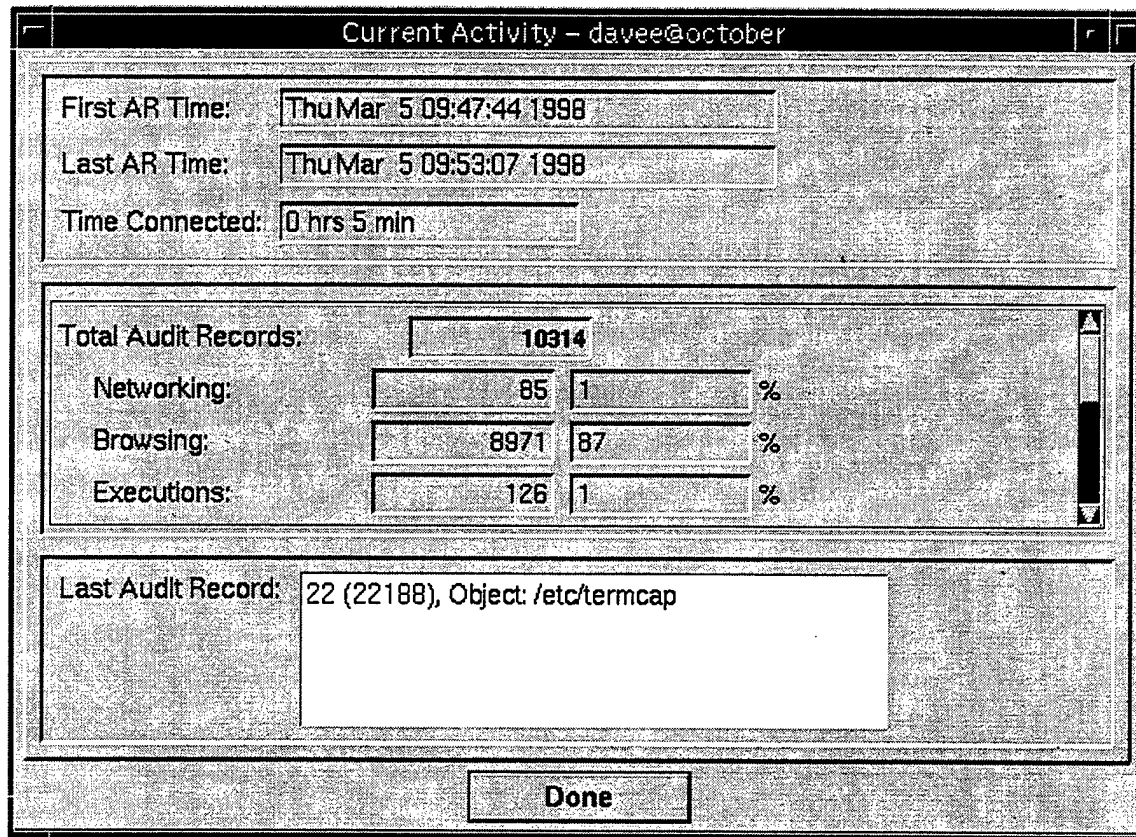 Current Activity – davee@october
First AR Time: Thu Mar 5 09:47:44 1998
Last AR Time: Thu Mar 5 09:53:07 1998
Time Connected: 0 hrs 5 min
Total Audit Records: 10314
Networking: 85 1 %
Browsing: 8971 87 %
Executions: 126 1 %
Last Audit Record: 22 (22188), Object: /etc/termcap
Done